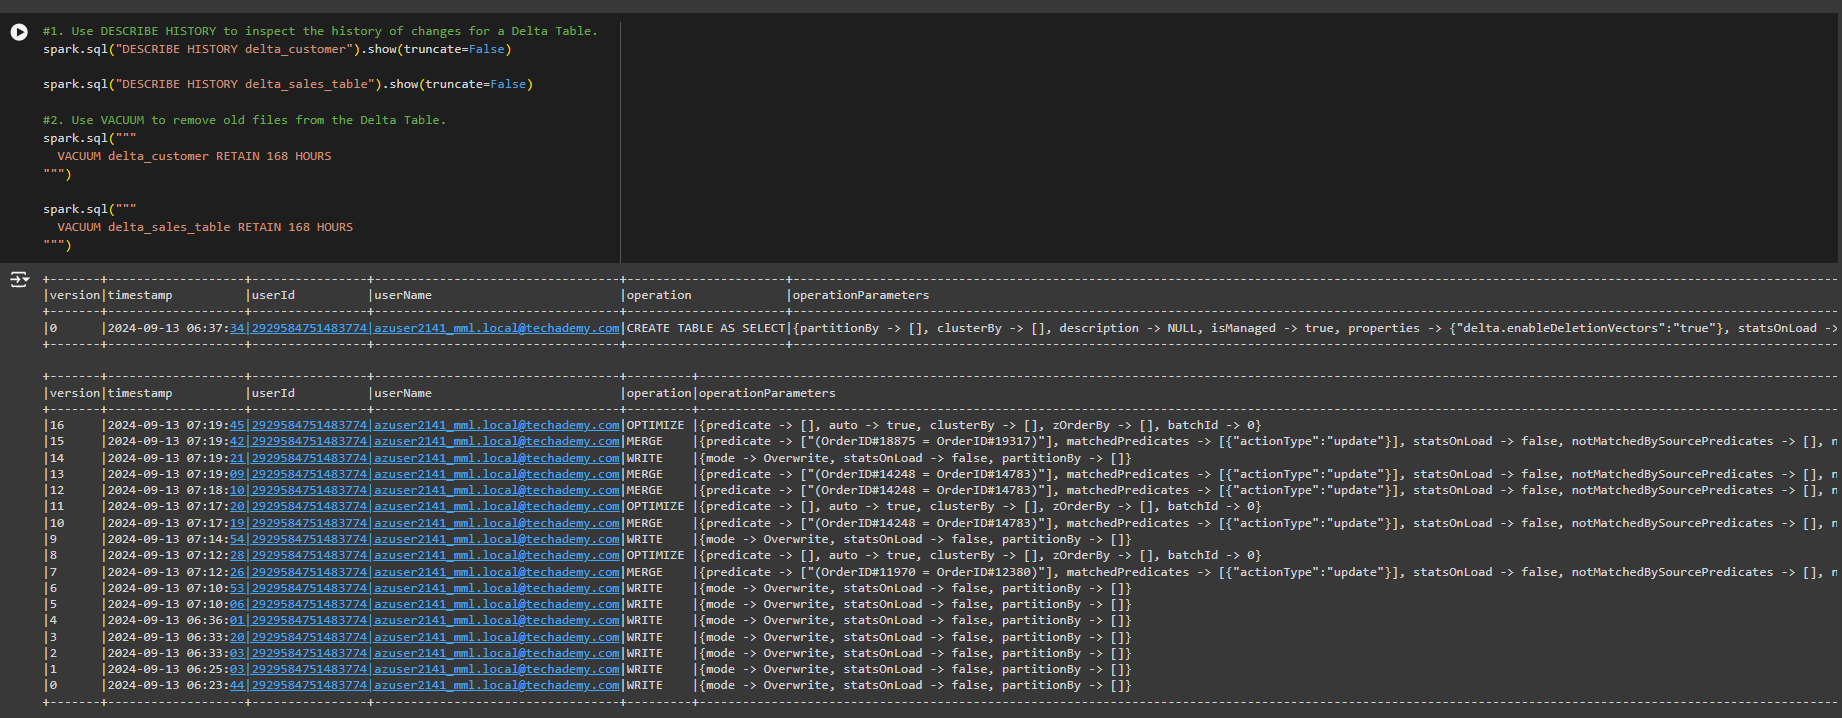 #1. Use DESCRIBE HISTORY to inspect the history of changes for a Delta Table.
spark.sql("DESCRIBE HISTORY delta_customer").show(truncate=False)
spark.sql("DESCRIBE HISTORY delta_sales_table").show(truncate=False)
#2. Use VACUUM to remove old files from the Delta Table.
spark.sql("""
  VACUUM delta_customer RETAIN 168 HOURS
""")
spark.sql("""
  VACUUM delta_sales_table RETAIN 168 HOURS
""")
|version|timestamp |userId |userName |operation |operationParameters
|0 |2024-09-13 06:37:34|2929584751483774|azuser2141_mml.local@techademy.com|CREATE TABLE AS SELECT|{partitionBy -> [], clusterBy -> [], description -> NULL, isManaged -> true, properties -> {"delta.enableDeletionVectors":"true"}, statsOnLoad ->
|version|timestamp |userId |userName |operation|operationParameters
|16 |2024-09-13 07:19:45|2929584751483774|azuser2141_mml.local@techademy.com|OPTIMIZE |{predicate -> [], auto -> true, clusterBy -> [], zOrderBy -> [], batchId -> 0}
|15 |2024-09-13 07:19:42|2929584751483774|azuser2141_mml.local@techademy.com|MERGE |{predicate -> ["(OrderID#18875 = OrderID#19317)"], matchedPredicates -> [{"actionType":"update"}], statsOnLoad -> false, notMatchedBySourcePredicates -> [], n
|14 |2024-09-13 07:19:21|2929584751483774|azuser2141_mml.local@techademy.com|WRITE |{mode -> Overwrite, statsOnLoad -> false, partitionBy -> []}
|13 |2024-09-13 07:19:09|2929584751483774|azuser2141_mml.local@techademy.com|MERGE |{predicate -> ["(OrderID#14248 = OrderID#14783)"], matchedPredicates -> [{"actionType":"update"}], statsOnLoad -> false, notMatchedBySourcePredicates -> [], n
|12 |2024-09-13 07:18:10|2929584751483774|azuser2141_mml.local@techademy.com|MERGE |{predicate -> ["(OrderID#14248 = OrderID#14783)"], matchedPredicates -> [{"actionType":"update"}], statsOnLoad -> false, notMatchedBySourcePredicates -> [], n
|11 |2024-09-13 07:17:20|2929584751483774|azuser2141_mml.local@techademy.com|OPTIMIZE |{predicate -> [], auto -> true, clusterBy -> [], zOrderBy -> [], batchId -> 0}
|10 |2024-09-13 07:17:19|2929584751483774|azuser2141_mml.local@techademy.com|MERGE |{predicate -> ["(OrderID#14248 = OrderID#14783)"], matchedPredicates -> [{"actionType":"update"}], statsOnLoad -> false, notMatchedBySourcePredicates -> [], n
|9 |2024-09-13 07:14:54|2929584751483774|azuser2141_mml.local@techademy.com|WRITE |{mode -> Overwrite, statsOnLoad -> false, partitionBy -> []}
|8 |2024-09-13 07:12:28|2929584751483774|azuser2141_mml.local@techademy.com|OPTIMIZE |{predicate -> [], auto -> true, clusterBy -> [], zOrderBy -> [], batchId -> 0}
|7 |2024-09-13 07:12:26|2929584751483774|azuser2141_mml.local@techademy.com|MERGE |{predicate -> ["(OrderID#11970 = OrderID#12380)"], matchedPredicates -> [{"actionType":"update"}], statsOnLoad -> false, notMatchedBySourcePredicates -> [], n
|6 |2024-09-13 07:10:53|2929584751483774|azuser2141_mml.local@techademy.com|WRITE |{mode -> Overwrite, statsOnLoad -> false, partitionBy -> []}
|5 |2024-09-13 07:10:06|2929584751483774|azuser2141_mml.local@techademy.com|WRITE |{mode -> Overwrite, statsOnLoad -> false, partitionBy -> []}
|4 |2024-09-13 06:36:01|2929584751483774|azuser2141_mml.local@techademy.com|WRITE |{mode -> Overwrite, statsOnLoad -> false, partitionBy -> []}
|3 |2024-09-13 06:33:20|2929584751483774|azuser2141_mml.local@techademy.com|WRITE |{mode -> Overwrite, statsOnLoad -> false, partitionBy -> []}
|2 |2024-09-13 06:33:03|2929584751483774|azuser2141_mml.local@techademy.com|WRITE |{mode -> Overwrite, statsOnLoad -> false, partitionBy -> []}
|1 |2024-09-13 06:25:03|2929584751483774|azuser2141_mml.local@techademy.com|WRITE |{mode -> Overwrite, statsOnLoad -> false, partitionBy -> []}
|0 |2024-09-13 06:23:44|2929584751483774|azuser2141_mml.local@techademy.com|WRITE |{mode -> Overwrite, statsOnLoad -> false, partitionBy -> []}